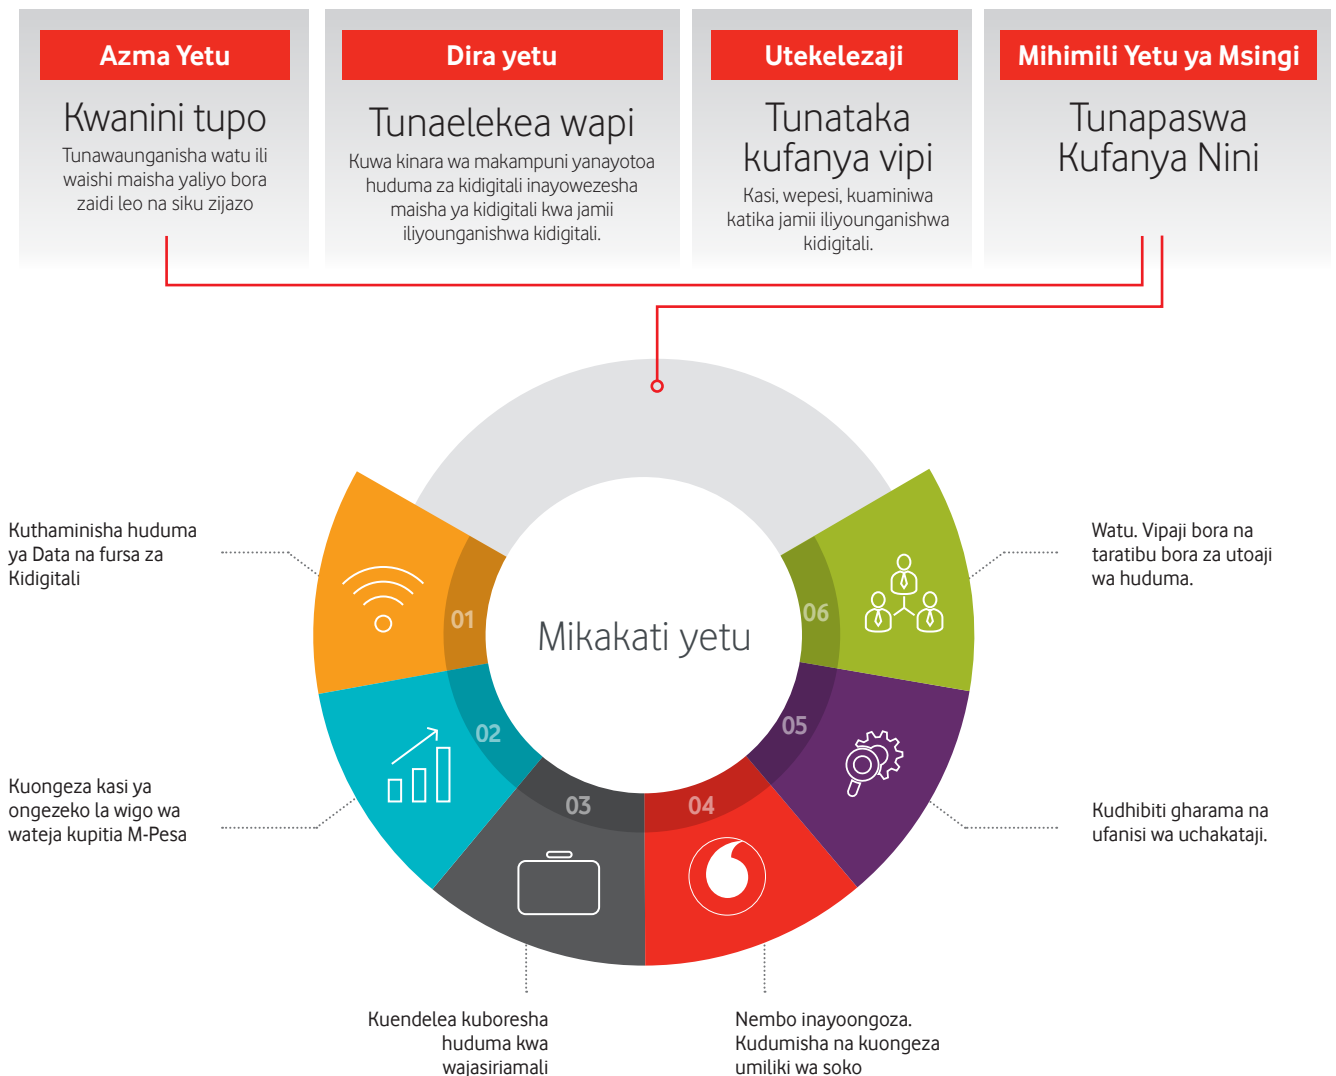 Azma Yetu
Kwanini tupo
Tunawaunganisha watu ili
waishi maisha yaliyo bora
zaidi leo na siku zijazo
Dira yetu
Tunaelekea wapi
Kuwa kinara wa makampuni yanayotoa
huduma za kidigitali inayowezesha
maisha ya kidigitali kwa jamii
iliyounganishwa kidigitali.
Utekelezaji
Tunataka
kufanya vipi
Kasi, wepesi, kuaminiwa
katika jamii iliyounganishwa
kidigitali.
Mihimili Yetu ya Msingi
Tunapaswa
Kufanya Nini
Mikakati yetu
01
Kuthaminisha huduma
ya Data na fursa za
Kidigitali
02
Kuongeza kasi ya
ongezeko la wigo wa
wateja kupitia M-Pesa
03
Kuendelea kuboresha
huduma kwa
wajasiriamali
04
Nembo inayoongoza.
Kudumisha na kuongeza
umiliki wa soko
05
Kudhibiti gharama na
ufanisi wa uchakataji.
06
Watu. Vipaji bora na
taratibu bora za utoaji
wa huduma.